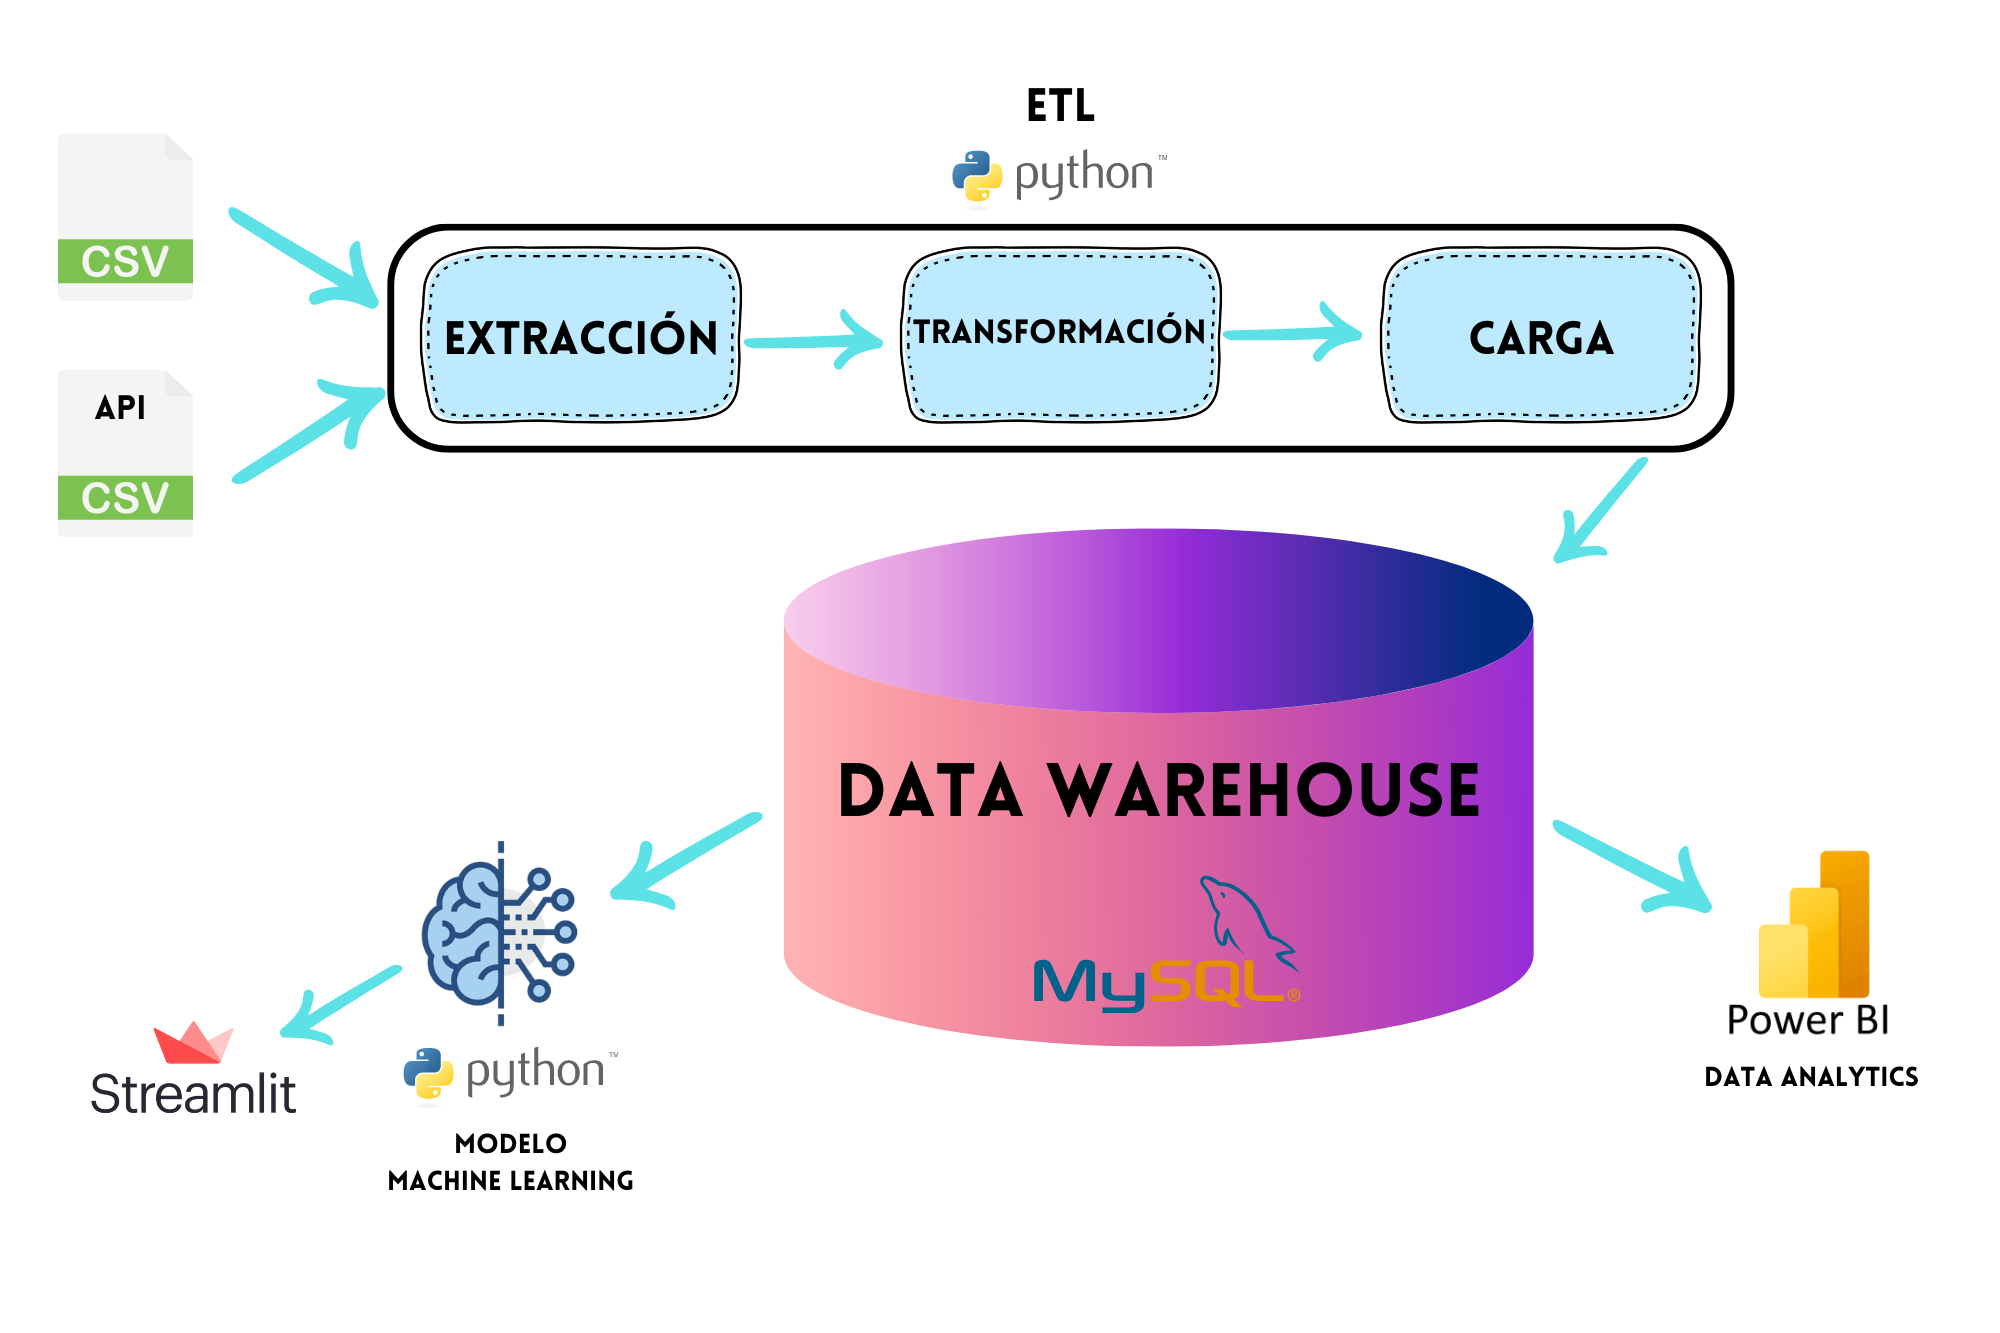 ETL
python™
CSV
API
CSV
EXTRACCIÓN
TRANSFORMACIÓN
CARGA
DATA WAREHOUSE
MySQL®
Streamlit
python™
MODELO
MACHINE LEARNING
Power BI
DATA ANALYTICS